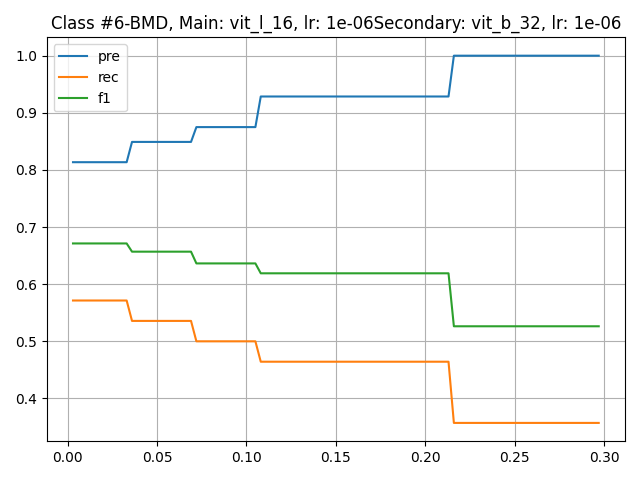 Class #6-BMD, Main: vit_l_16, lr: 1e-06Secondary: vit_b_32, lr: 1e-06
pre
rec
f1
1.0
0.9
0.8
0.7
0.6
0.5
0.4
0.00 0.05 0.10 0.15 0.20 0.25 0.30